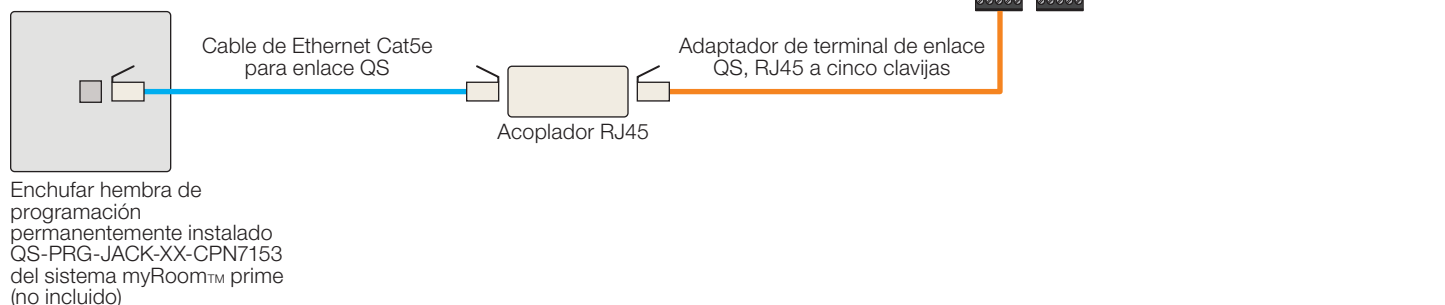 Cable de Ethernet Cat5e
para enlace QS
Adaptador de terminal de enlace
QS, RJ45 a cinco clavijas
Acoplador RJ45
Enchufar hembra de
programación
permanentemente instalado
QS-PRG-JACK-XX-CPN7153
del sistema myRoom™ prime
(no incluido)